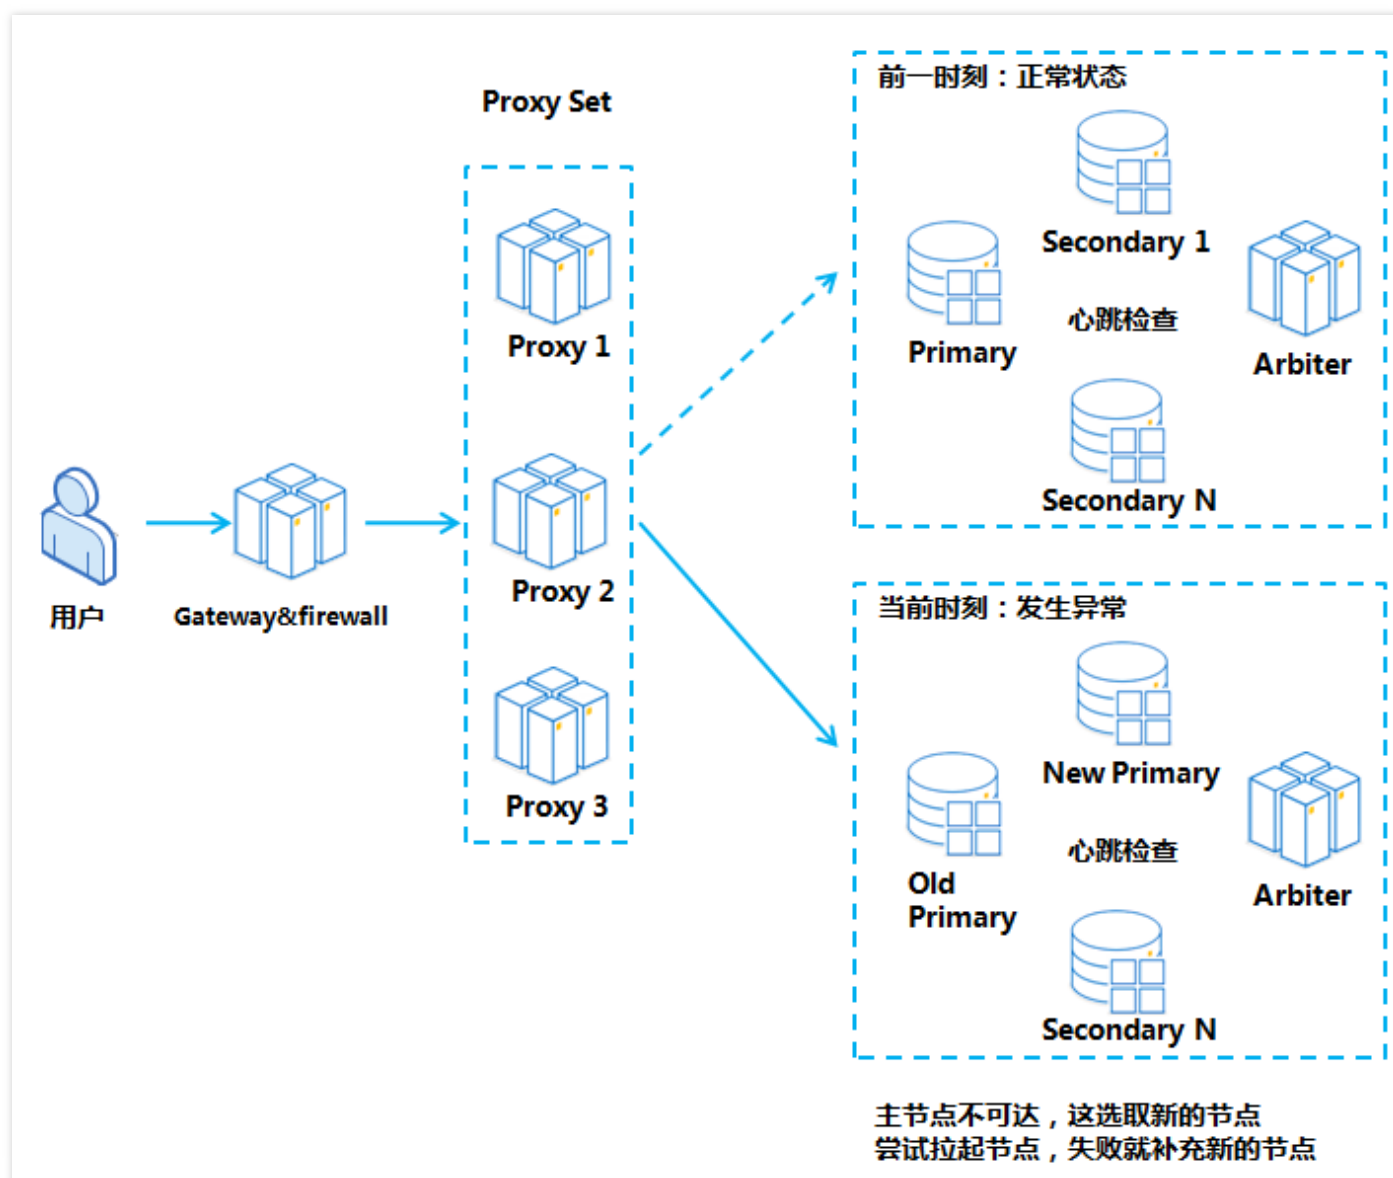 Proxy Set
Proxy 1
Proxy 2
Proxy 3
用户
Gateway&firewall
前一时刻：正常状态
Secondary 1
Primary
心跳检查
Arbiter
Secondary N
当前时刻：发生异常
New Primary
Old
Primary
心跳检查
Arbiter
Secondary N
主节点不可达，这选取新的节点
尝试拉起节点，失败就补充新的节点